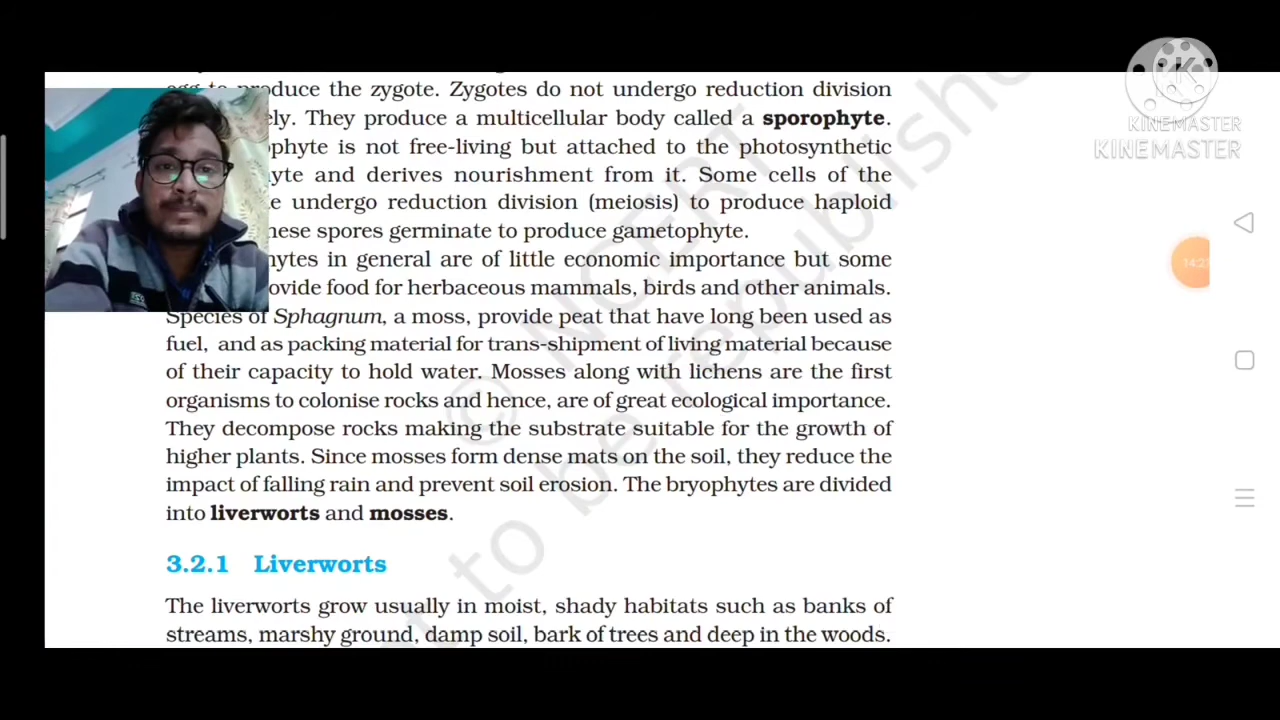 egg to produce the zygote. Zygotes do not undergo reduction division
ely. They produce a multicellular body called a sporophyte.
phyte is not free-living but attached to the photosynthetic
yte and derives nourishment from it. Some cells of the
e undergo reduction division (meiosis) to produce haploid
hese spores germinate to produce gametophyte.
hytes in general are of little economic importance but some
ovide food for herbaceous mammals, birds and other animals.
Species of Sphagnum, a moss, provide peat that have long been used as
fuel, and as packing material for trans-shipment of living material because
of their capacity to hold water. Mosses along with lichens are the first
organisms to colonise rocks and hence, are of great ecological importance.
They decompose rocks making the substrate suitable for the growth of
higher plants. Since mosses form dense mats on the soil, they reduce the
impact of falling rain and prevent soil erosion. The bryophytes are divided
into liverworts and mosses.
3.2.1 Liverworts
The liverworts grow usually in moist, shady habitats such as banks of
streams, marshy ground, damp soil, bark of trees and deep in the woods.
© NCERT
to be republishe
K
KINEMASTER
KINEMASTER